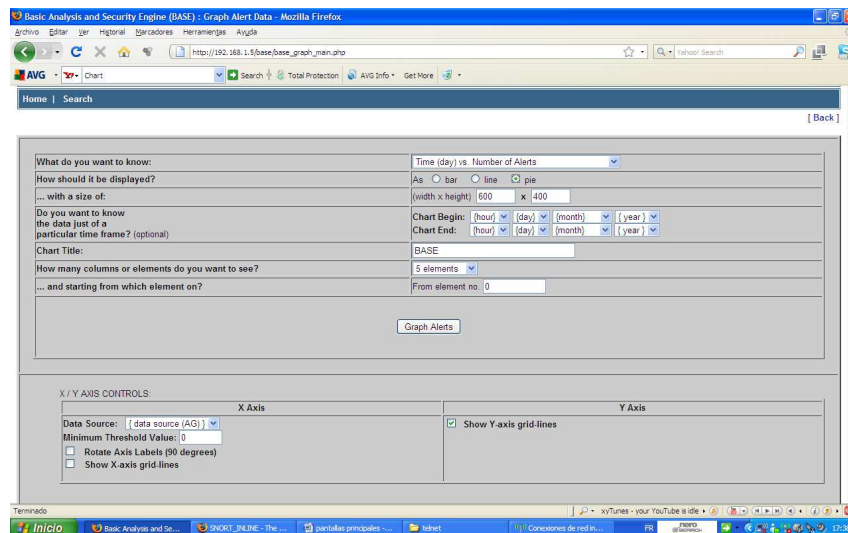 Basic Analysis and Security Engine (BASE) : Graph Alert Data - Mozilla Firefox
Archivo Editar Ver Historial Marcadores Herramientas Ayuda
http://192.168.1.5/base/base_graph_main.php
Yahoo! Search
AVG Chart Search Total Protection AVG Info Get More
Home | Search
[ Back ]
What do you want to know: Time (day) vs. Number of Alerts
How should it be displayed? As bar line pie
... with a size of: (width x height) 600 x 400
Do you want to know
the data just of a
particular time frame? (optional)
Chart Begin: {hour} {day} {month} { year }
Chart End: {hour} {day} {month} { year }
Chart Title: BASE
How many columns or elements do you want to see? 5 elements
... and starting from which element on? From element no. 0
Graph Alerts
X / Y AXIS CONTROLS:
X Axis Y Axis
Data Source: { data source (AG) } Show Y-axis grid-lines
Minimum Threshold Value: 0
Rotate Axis Labels (90 degrees)
Show X-axis grid-lines
Terminado xyTunes - your YouTube is idle
Inicio Basic Analysis and Se... SNORT_INLINE - The ... pantallas principales -... telnet Conexiones de red in... FR nero SEARCH 17:38